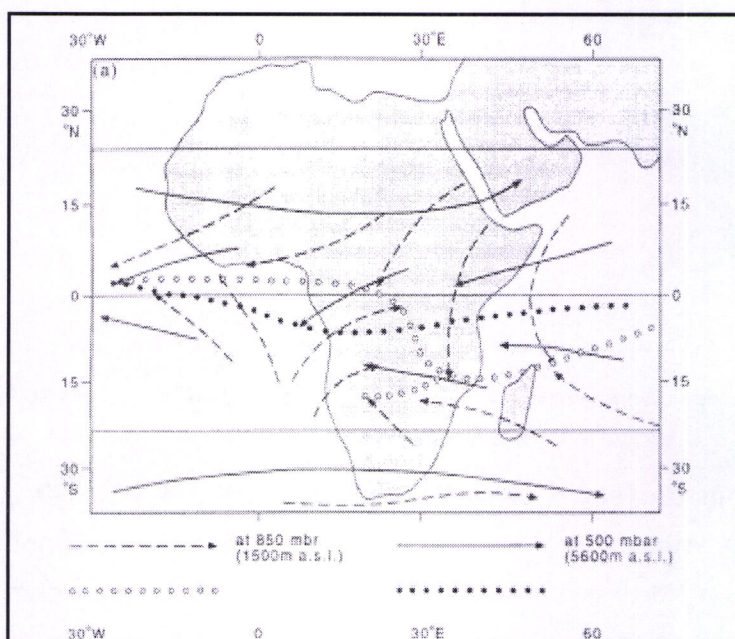 30°W 0 30°E 60
(a)
30 °N 30 °N
15 15
0 0
15 15
30 °S 30 °S
at 850 mbr at 500 mbar
(1500m a.s.l.) (5600m a.s.l.)
30°W 0 30°E 60